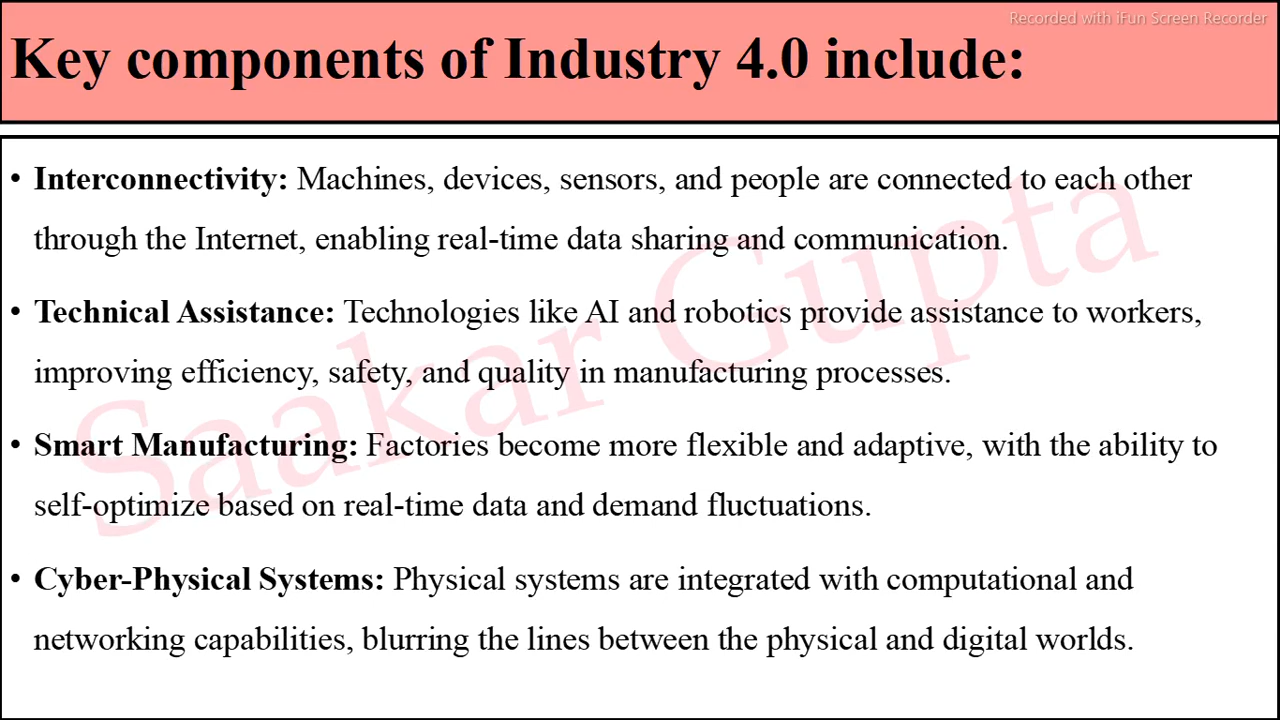 Recorded with iFun Screen Recorder
Key components of Industry 4.0 include:
• Interconnectivity: Machines, devices, sensors, and people are connected to each other
through the Internet, enabling real-time data sharing and communication.
• Technical Assistance: Technologies like AI and robotics provide assistance to workers,
improving efficiency, safety, and quality in manufacturing processes.
• Smart Manufacturing: Factories become more flexible and adaptive, with the ability to
self-optimize based on real-time data and demand fluctuations.
• Cyber-Physical Systems: Physical systems are integrated with computational and
networking capabilities, blurring the lines between the physical and digital worlds.
Saakar Gupta